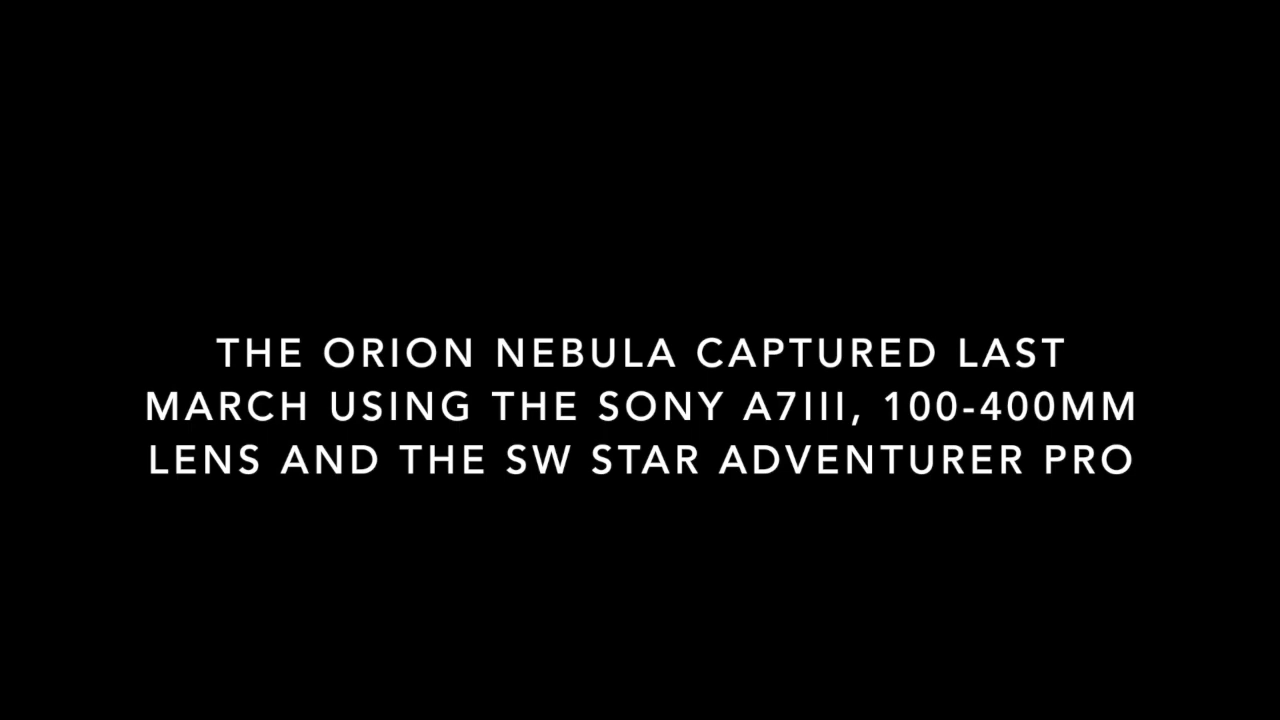 THE ORION NEBULA CAPTURED LAST
MARCH USING THE SONY A7III, 100-400MM
LENS AND THE SW STAR ADVENTURER PRO